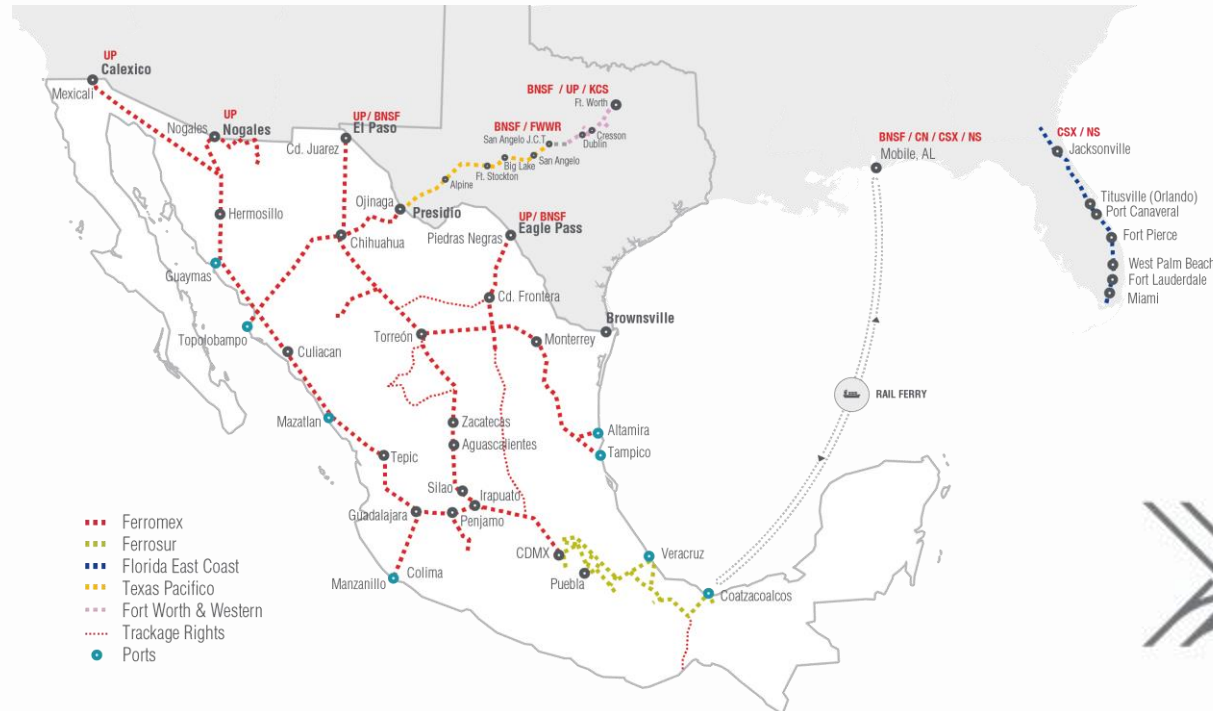 UP
Calexico
Mexicali
UP
Nogales
Nogales
UP/ BNSF
El Paso
Cd. Juarez
BNSF / UP / KCS
Ft. Worth
BNSF / FWWR
San Angelo J.C.T.
Cresson
Dublin
San Angelo
Big Lake
Ft. Stockton
Alpine
Ojinaga
Presidio
UP/ BNSF
Eagle Pass
Piedras Negras
BNSF / CN / CSX / NS
Mobile, AL
CSX / NS
Jacksonville
Titusville (Orlando)
Port Canaveral
Fort Pierce
West Palm Beach
Fort Lauderdale
Miami
Hermosillo
Chihuahua
Guaymas
Cd. Frontera
Topolobampo
Torreón
Monterrey
Brownsville
Culiacan
RAIL FERRY
Mazatlan
Zacatecas
Altamira
Aguascalientes
Tampico
Tepic
Silao
Irapuato
Guadalajara
Penjamo
CDMX
Veracruz
Puebla
Manzanillo
Colima
Coatzacoalcos
Ferromex
Ferrosur
Florida East Coast
Texas Pacifico
Fort Worth & Western
Trackage Rights
Ports